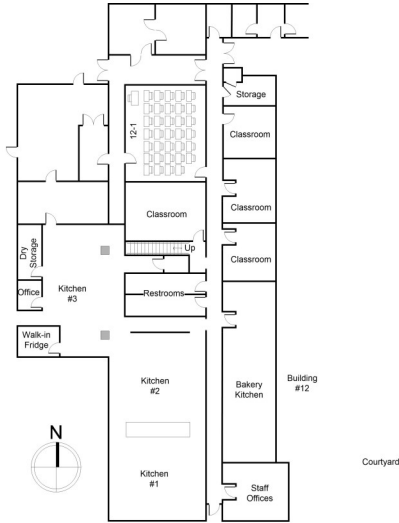 Storage
12-1
Classroom
Classroom
Classroom
Up
Dry
Storage
Classroom
Office
Kitchen
#3
Restrooms
Walk-in
Fridge
Kitchen
#2
Bakery
Kitchen
Building
#12
N
Kitchen
#1
Staff
Offices
Courtyard